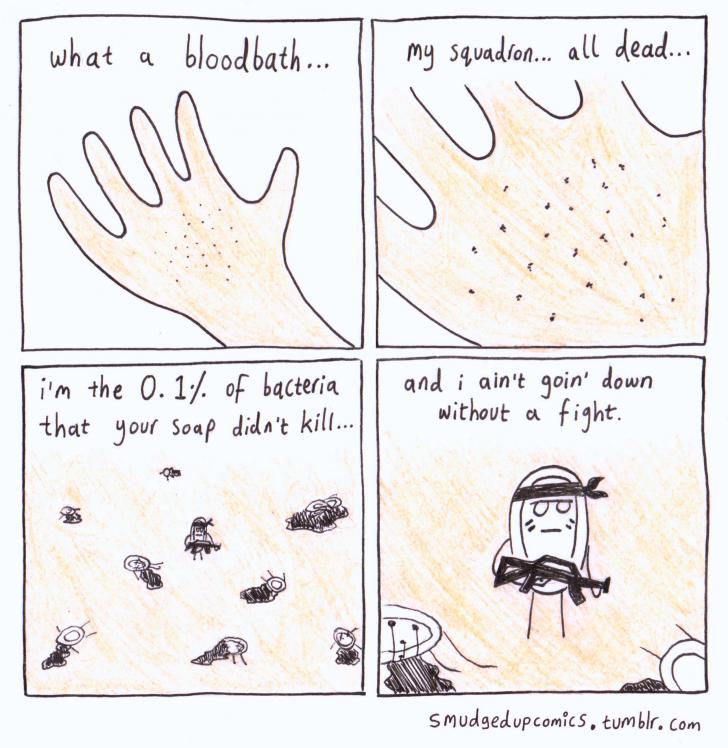 what a bloodbath...
my squadron... all dead...
i'm the 0.1% of bacteria
that your soap didn't kill...
and i ain't goin' down
without a fight.
smudgedupcomics.tumblr.com